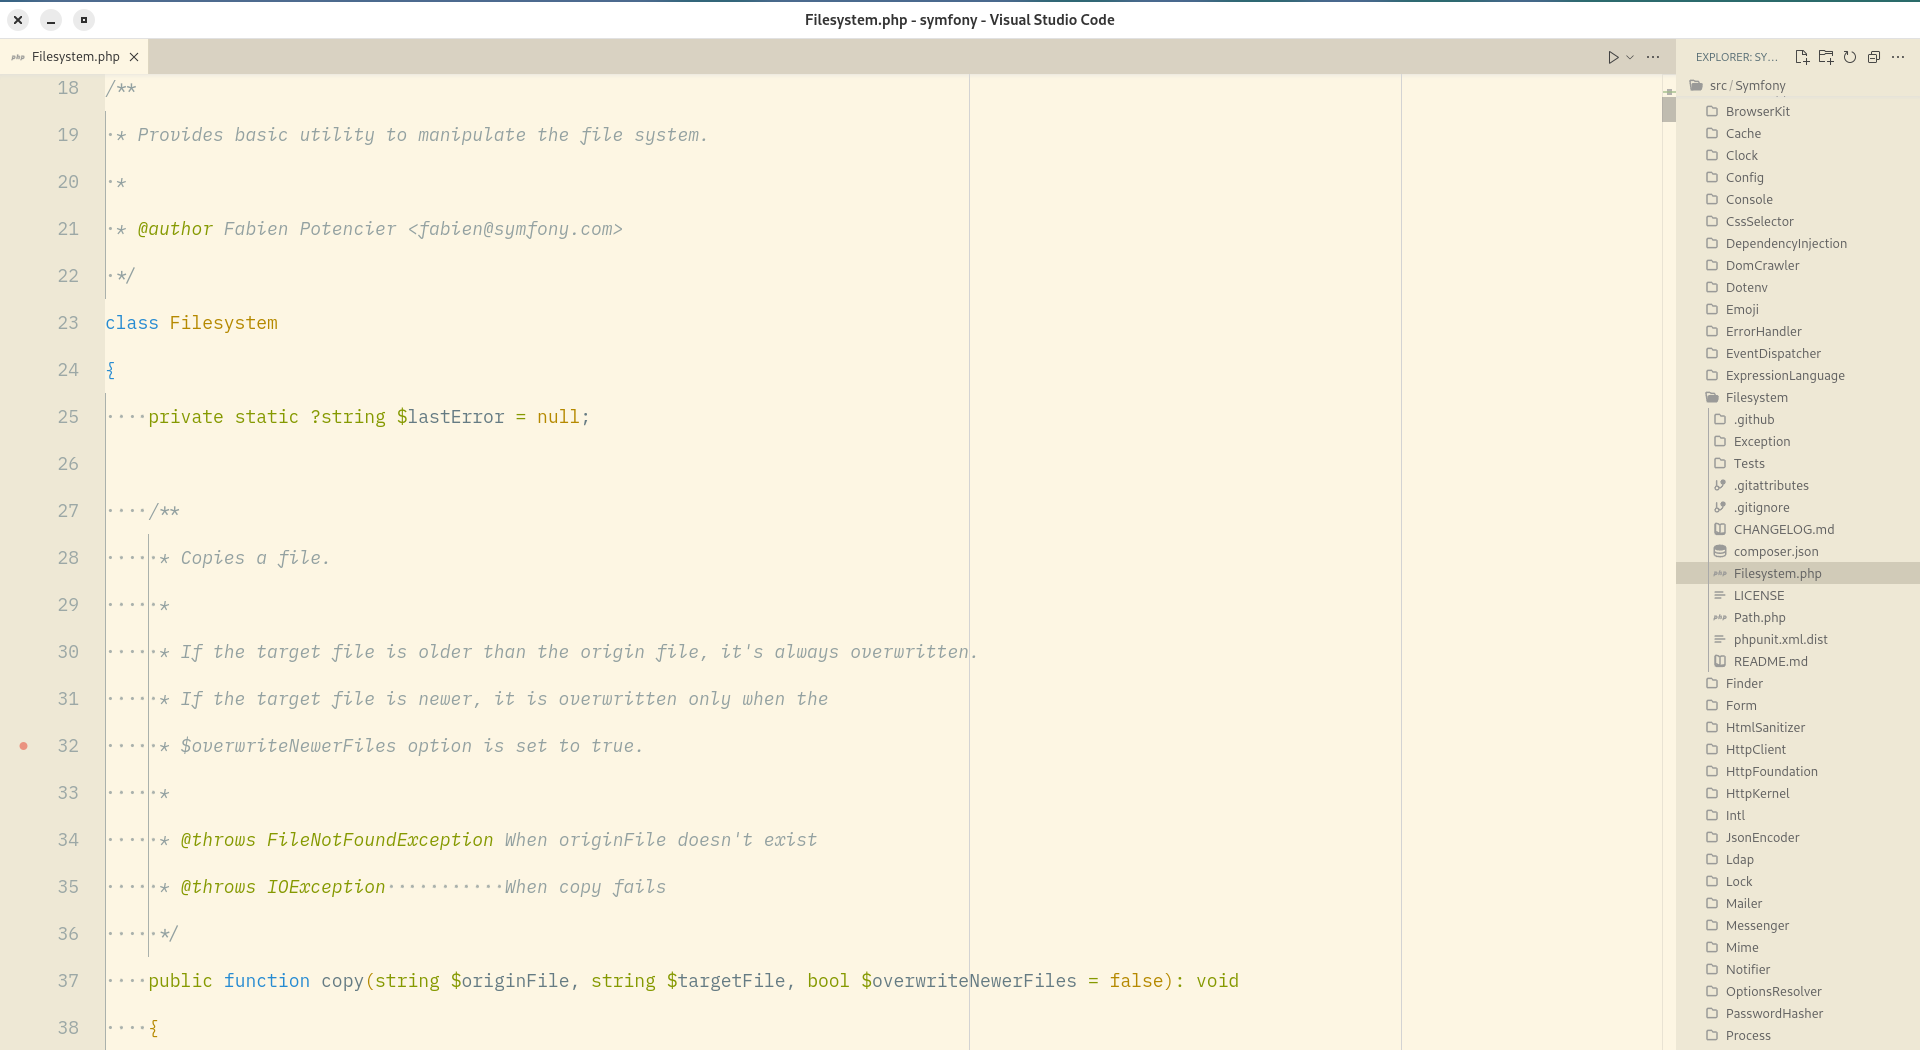 Filesystem.php - symfony - Visual Studio Code
php Filesystem.php
EXPLORER: SY...
src / Symfony
18 /**
19 * Provides basic utility to manipulate the file system.
20 *
21 * @author Fabien Potencier <fabien@symfony.com>
22 */
23 class Filesystem
24 {
25 private static ?string $lastError = null;
26
27 /**
28 * Copies a file.
29 *
30 * If the target file is older than the origin file, it's always overwritten.
31 * If the target file is newer, it is overwritten only when the
32 * $overwriteNewerFiles option is set to true.
33 *
34 * @throws FileNotFoundException When originFile doesn't exist
35 * @throws IOException···········When copy fails
36 */
37 public function copy(string $originFile, string $targetFile, bool $overwriteNewerFiles = false): void
38 {
BrowserKit
Cache
Clock
Config
Console
CssSelector
DependencyInjection
DomCrawler
Dotenv
Emoji
ErrorHandler
EventDispatcher
ExpressionLanguage
Filesystem
.github
Exception
Tests
.gitattributes
.gitignore
CHANGELOG.md
composer.json
php Filesystem.php
LICENSE
php Path.php
phpunit.xml.dist
README.md
Finder
Form
HtmlSanitizer
HttpClient
HttpFoundation
HttpKernel
Intl
JsonEncoder
Ldap
Lock
Mailer
Messenger
Mime
Notifier
OptionsResolver
PasswordHasher
Process